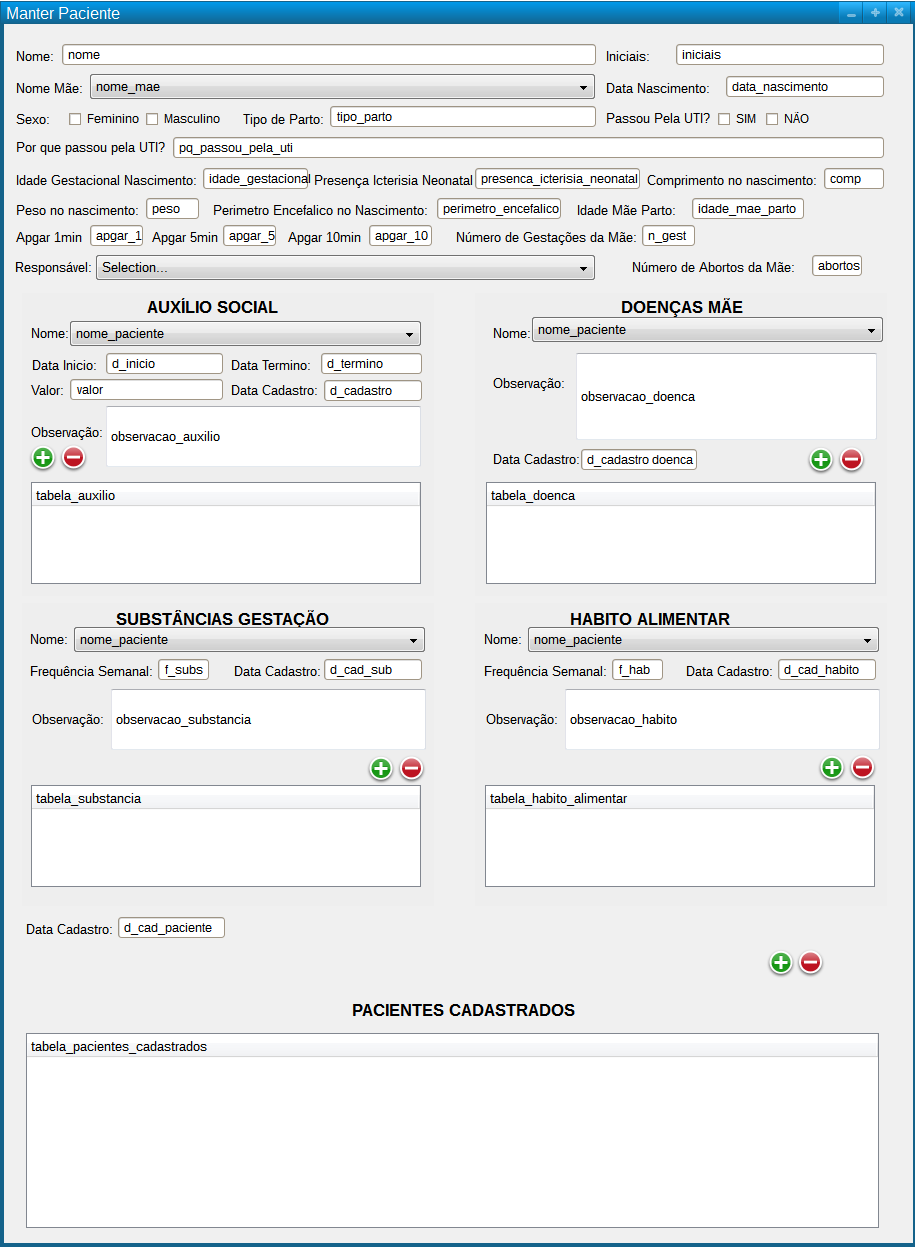 Manter Paciente
Nome: nome Iniciais: iniciais
Nome Mãe: nome_mae Data Nascimento: data_nascimento
Sexo: Feminino Masculino Tipo de Parto: tipo_parto Passou Pela UTI? SIM NÃO
Por que passou pela UTI? pq_passou_pela_uti
Idade Gestacional Nascimento: idade_gestacional Presença Icterisia Neonatal presenca_icterisia_neonatal Comprimento no nascimento: comp
Peso no nascimento: peso Perimetro Encefalico no Nascimento: perimetro_encefalico Idade Mãe Parto: idade_mae_parto
Apgar 1min apgar_1 Apgar 5min apgar_5 Apgar 10min apgar_10 Número de Gestações da Mãe: n_gest
Responsável: Selection... Número de Abortos da Mãe: abortos
AUXÍLIO SOCIAL
Nome: nome_paciente
Data Inicio: d_inicio Data Termino: d_termino
Valor: valor Data Cadastro: d_cadastro
Observação: observacao_auxilio
tabela_auxilio
DOENÇAS MÃE
Nome: nome_paciente
Observação: observacao_doenca
Data Cadastro: d_cadastro doenca
tabela_doenca
SUBSTÂNCIAS GESTAÇÃO
Nome: nome_paciente
Frequência Semanal: f_subs Data Cadastro: d_cad_sub
Observação: observacao_substancia
tabela_substancia
HABITO ALIMENTAR
Nome: nome_paciente
Frequência Semanal: f_hab Data Cadastro: d_cad_habito
Observação: observacao_habito
tabela_habito_alimentar
Data Cadastro: d_cad_paciente
PACIENTES CADASTRADOS
tabela_pacientes_cadastrados